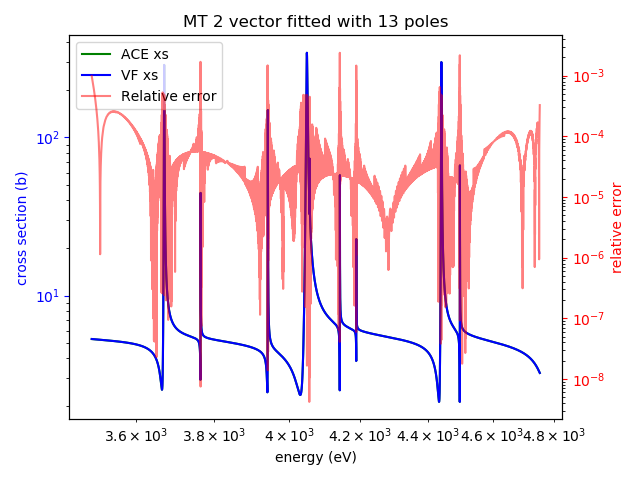 MT 2 vector fitted with 13 poles
ACE xs
VF xs
Relative error
cross section (b)
10²
10¹
relative error
10⁻³
10⁻⁴
10⁻⁵
10⁻⁶
10⁻⁷
10⁻⁸
3.6 × 10³ 3.8 × 10³ 4 × 10³ 4.2 × 10³ 4.4 × 10³ 4.6 × 10³ 4.8 × 10³
energy (eV)